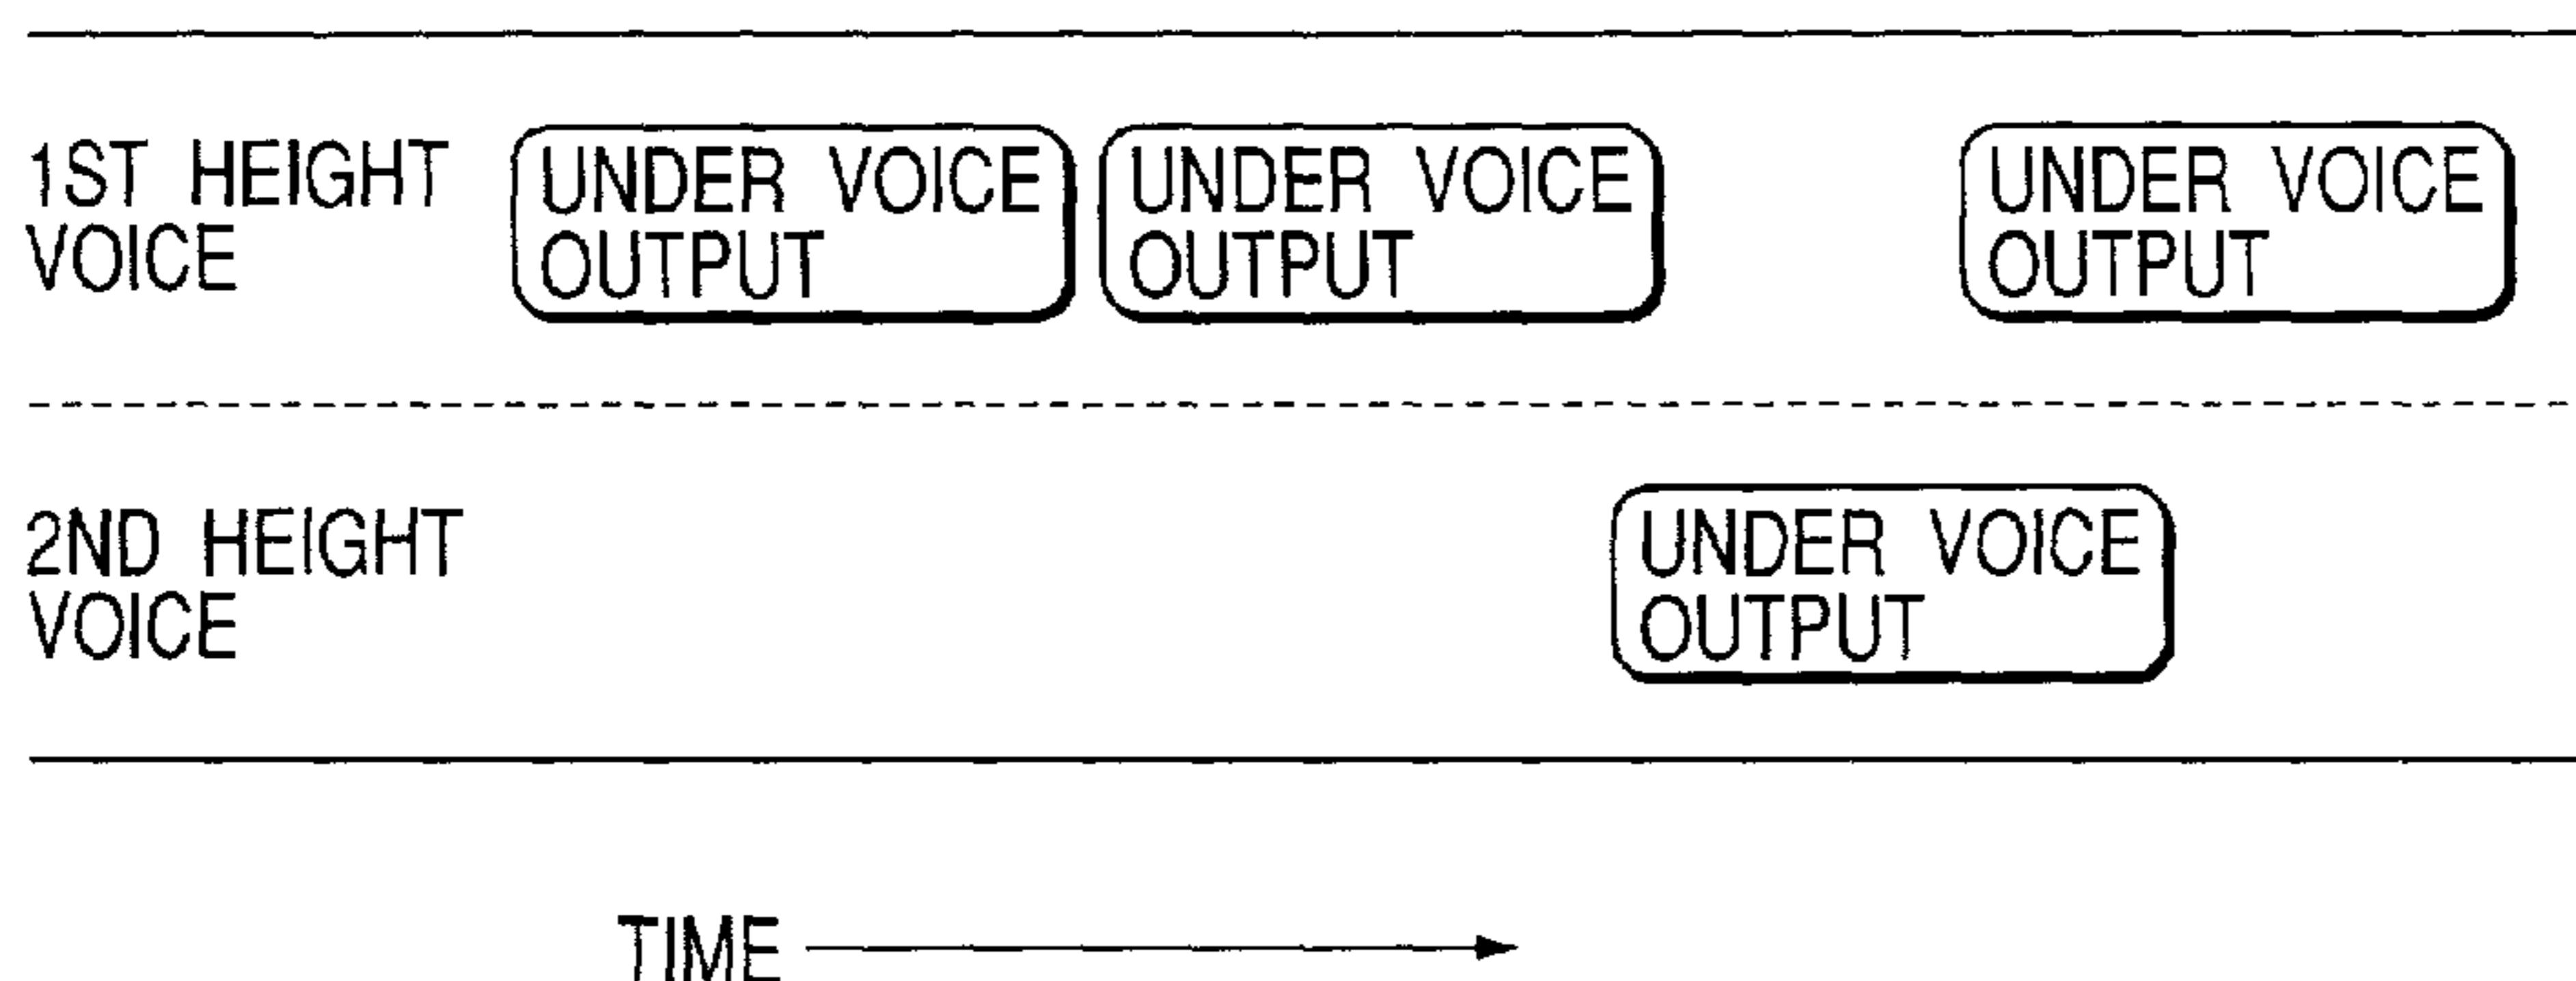 1ST HEIGHT
VOICE
UNDER VOICE
OUTPUT
UNDER VOICE
OUTPUT
UNDER VOICE
OUTPUT
2ND HEIGHT
VOICE
UNDER VOICE
OUTPUT
TIME